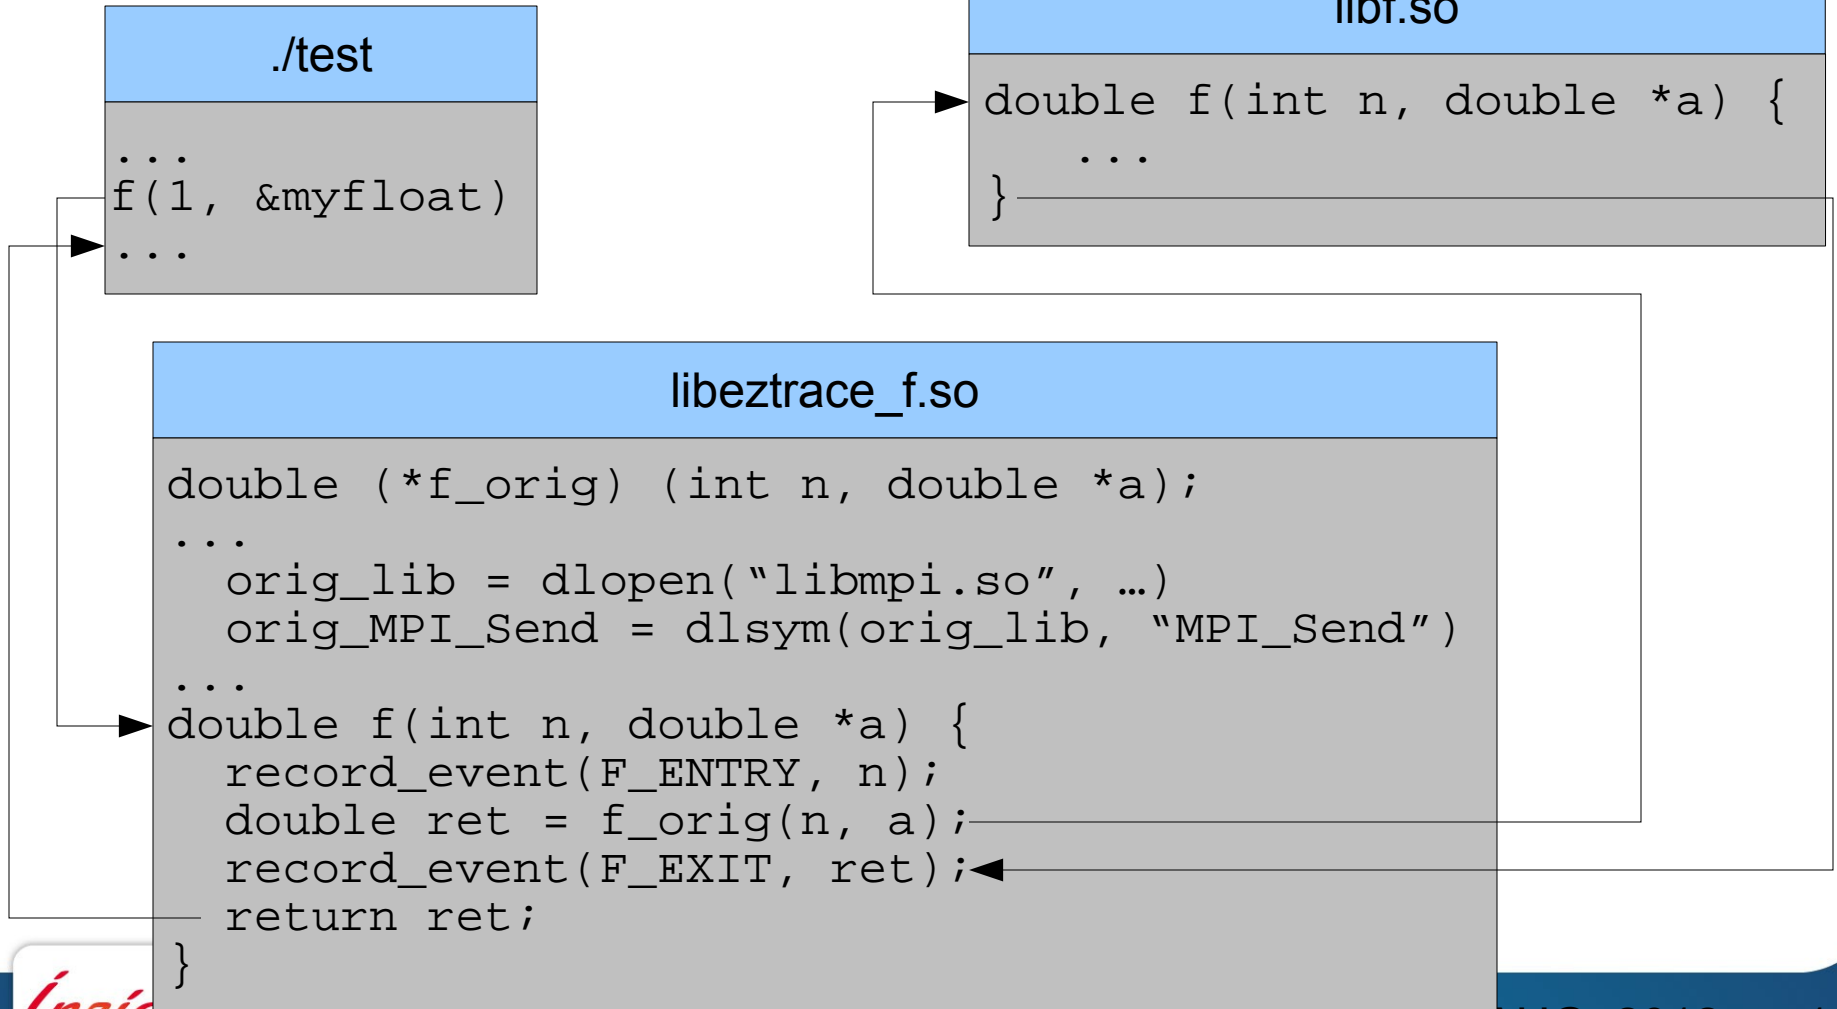 ./test
...
f(1, &myfloat)
...
libf.so
double f(int n, double *a) {
...
}
libeztrace_f.so
double (*f_orig) (int n, double *a);
...
orig_lib = dlopen(“libmpi.so”, …)
orig_MPI_Send = dlsym(orig_lib, “MPI_Send”)
...
double f(int n, double *a) {
record_event(F_ENTRY, n);
double ret = f_orig(n, a);
record_event(F_EXIT, ret);
return ret;
}